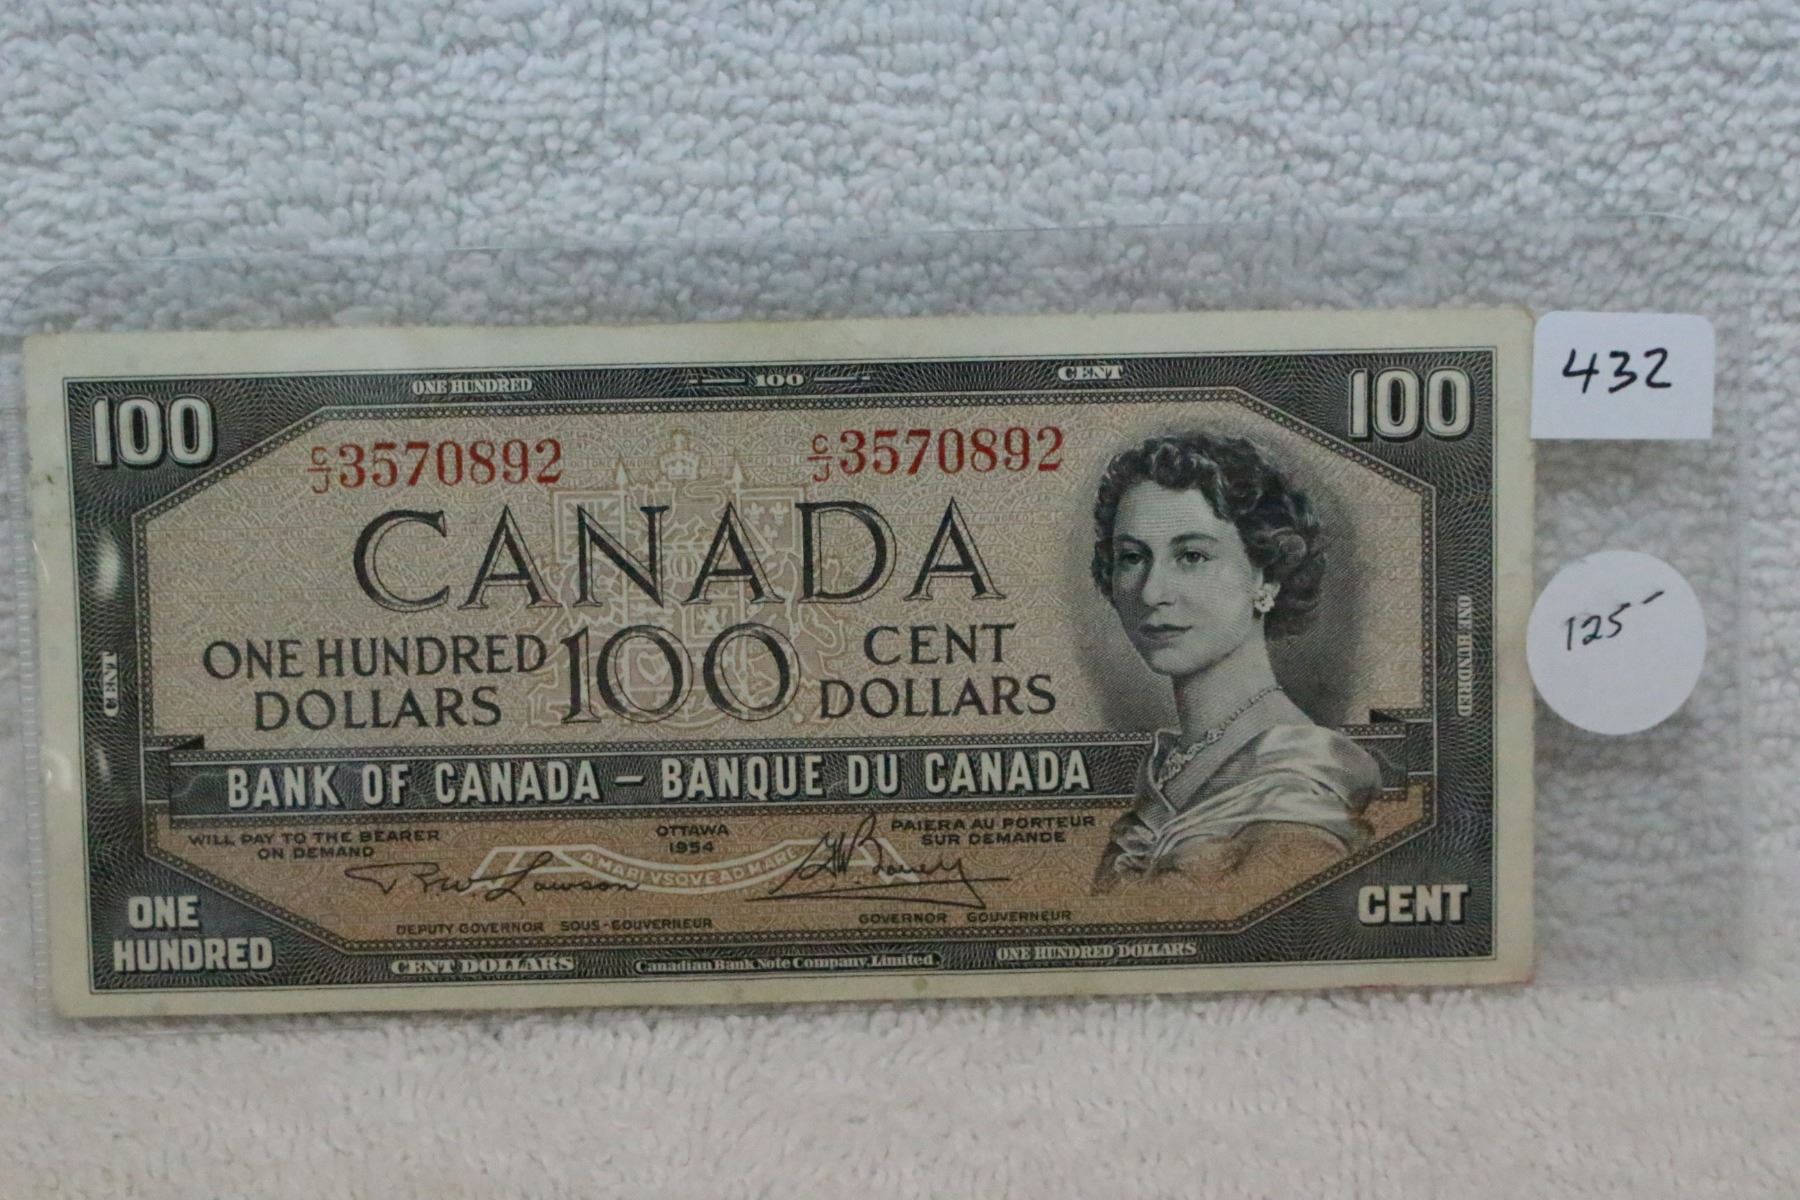 ONE HUNDRED 100 CENT
100 100
C/J 3570892 C/J 3570892
CANADA
ONE HUNDRED DOLLARS 100 CENT DOLLARS
CENT
ONE HUNDRED
BANK OF CANADA – BANQUE DU CANADA
WILL PAY TO THE BEARER ON DEMAND
OTTAWA
1954
PAIERA AU PORTEUR SUR DEMANDE
A MARI VSQVE AD MARE
DEPUTY GOVERNOR SOUS-GOUVERNEUR
GOVERNOR GOUVERNEUR
ONE HUNDRED
CENT
CENT DOLLARS
Canadian Bank Note Company, Limited
ONE HUNDRED DOLLARS
432
125-